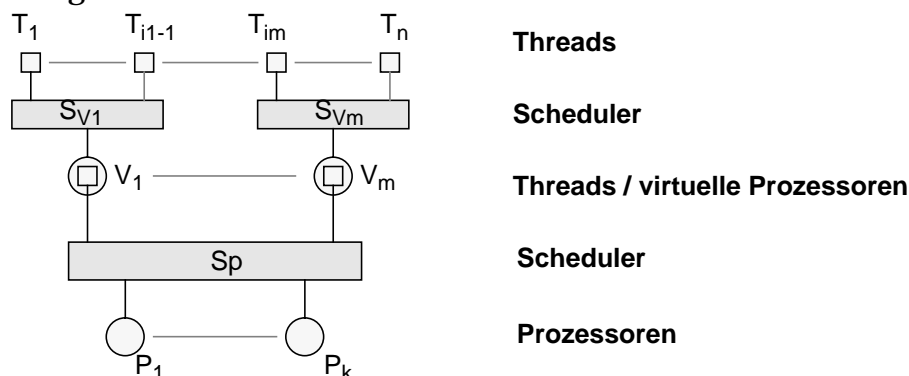 T1 Ti1-1 Tim Tn
Threads
SV1 SVm
Scheduler
V1 Vm
Threads / virtuelle Prozessoren
Sp
Scheduler
Prozessoren
P1 Pk